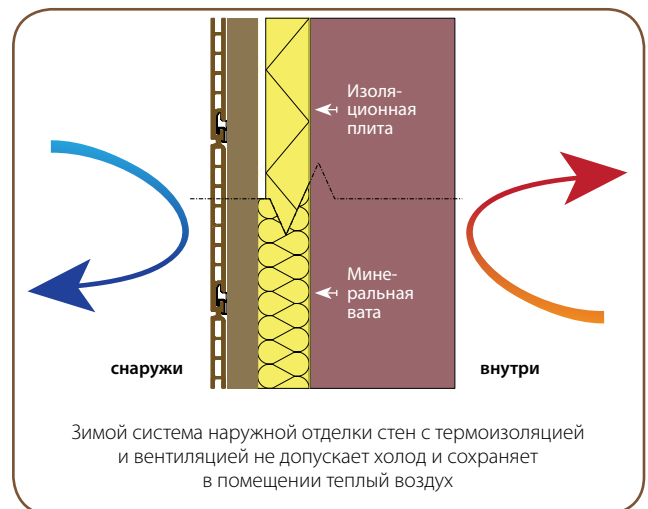 Изоля-
ционная
плита
Мине-
ральная
вата
снаружи
внутри
Зимой система наружной отделки стен с термоизоляцией
и вентиляцией не допускает холод и сохраняет
в помещении теплый воздух